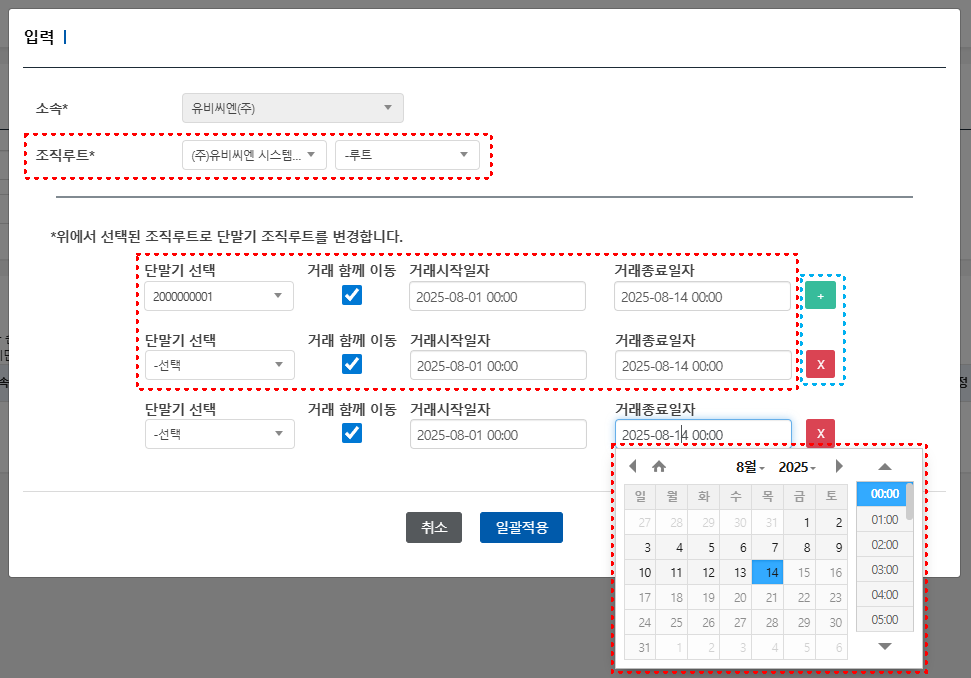 입력
소속* 유비씨엔(주)
조직루트* (주)유비씨엔 시스템... -루트
*위에서 선택된 조직루트로 단말기 조직루트를 변경합니다.
단말기 선택 거래 함께 이동 거래시작일자 거래종료일자
2000000001 2025-08-01 00:00 2025-08-14 00:00 +
단말기 선택 거래 함께 이동 거래시작일자 거래종료일자
-선택 2025-08-01 00:00 2025-08-14 00:00 X
단말기 선택 거래 함께 이동 거래시작일자 거래종료일자
-선택 2025-08-01 00:00 2025-08-14 00:00 X
8월 2025
일 월 화 수 목 금 토 00:00
27 28 29 30 31 1 2 01:00
3 4 5 6 7 8 9 02:00
10 11 12 13 14 15 16 03:00
17 18 19 20 21 22 23 04:00
24 25 26 27 28 29 30 05:00
31 1 2 3 4 5 6
취소 일괄적용